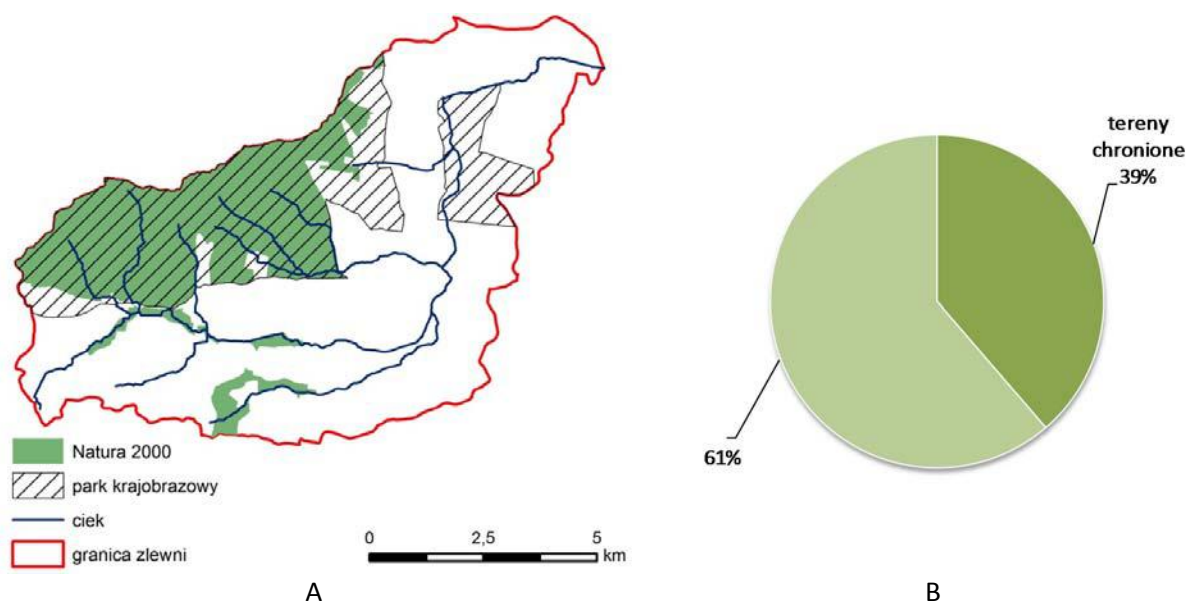 tereny
chronione
39%
61%
Natura 2000
park krajobrazowy
ciek
granica zlewni
0 2,5 5
km
A
B